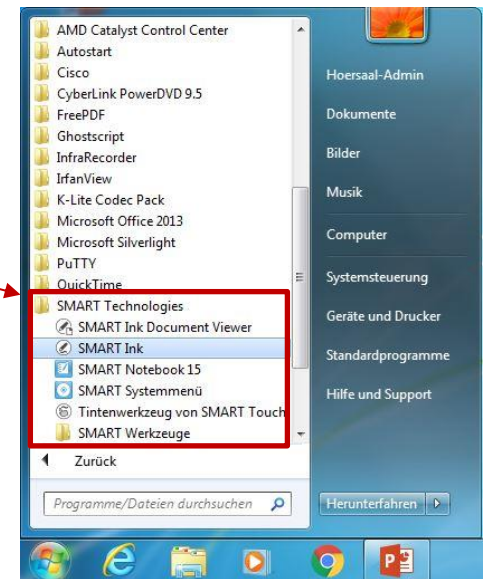 AMD Catalyst Control Center
Autostart
Cisco
CyberLink PowerDVD 9.5
FreePDF
Ghostscript
InfraRecorder
IrfanView
K-Lite Codec Pack
Microsoft Office 2013
Microsoft Silverlight
PuTTY
QuickTime
SMART Technologies
SMART Ink Document Viewer
SMART Ink
SMART Notebook 15
SMART Systemmenü
Tintenwerkzeug von SMART Touch
SMART Werkzeuge
Zurück
Programme/Dateien durchsuchen
Hoersaal-Admin
Dokumente
Bilder
Musik
Computer
Systemsteuerung
Geräte und Drucker
Standardprogramme
Hilfe und Support
Herunterfahren